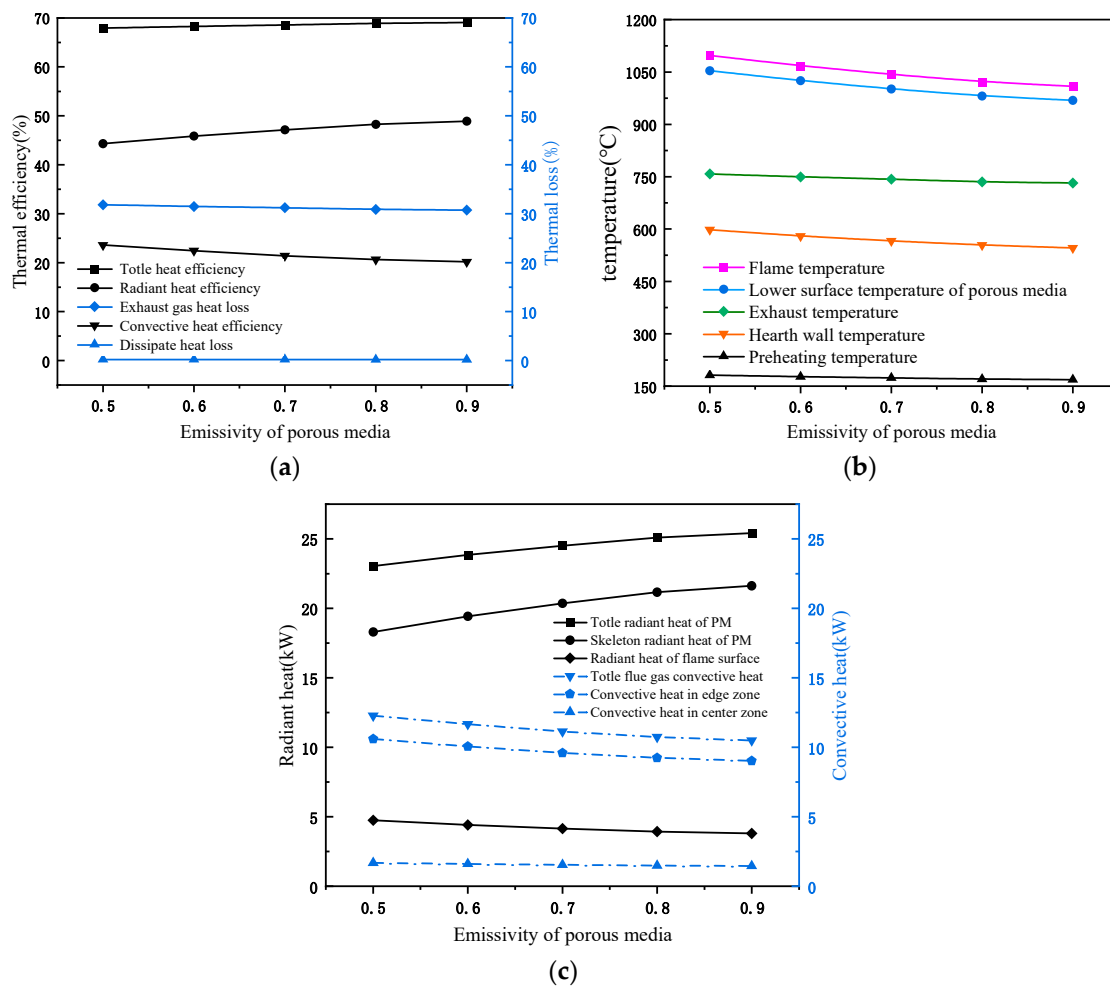 70
60
50
40
30
20
10
0
Thermal efficiency(%)
Totle heat efficiency
Radiant heat efficiency
Exhaust gas heat loss
Convective heat efficiency
Dissipate heat loss
70
60
50
40
30
20
10
0
Thermal loss(%)
0.5 0.6 0.7 0.8 0.9
Emissivity of porous media
(a)
1200
1050
900
750
600
450
300
150
temperature(°C)
Flame temperature
Lower surface temperature of porous media
Exhaust temperature
Hearth wall temperature
Preheating temperature
0.5 0.6 0.7 0.8 0.9
Emissivity of porous media
(b)
25
20
15
10
5
0
Radiant heat(kW)
Totle radiant heat of PM
Skeleton radiant heat of PM
Radiant heat of flame surface
Totle flue gas convective heat
Convective heat in edge zone
Convective heat in center zone
25
20
15
10
5
0
Convective heat(kW)
0.5 0.6 0.7 0.8 0.9
Emissivity of porous media
(c)